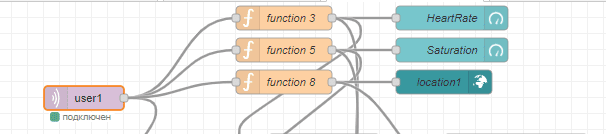 function 3
HeartRate
function 5
Saturation
function 8
location1
user1
подключен